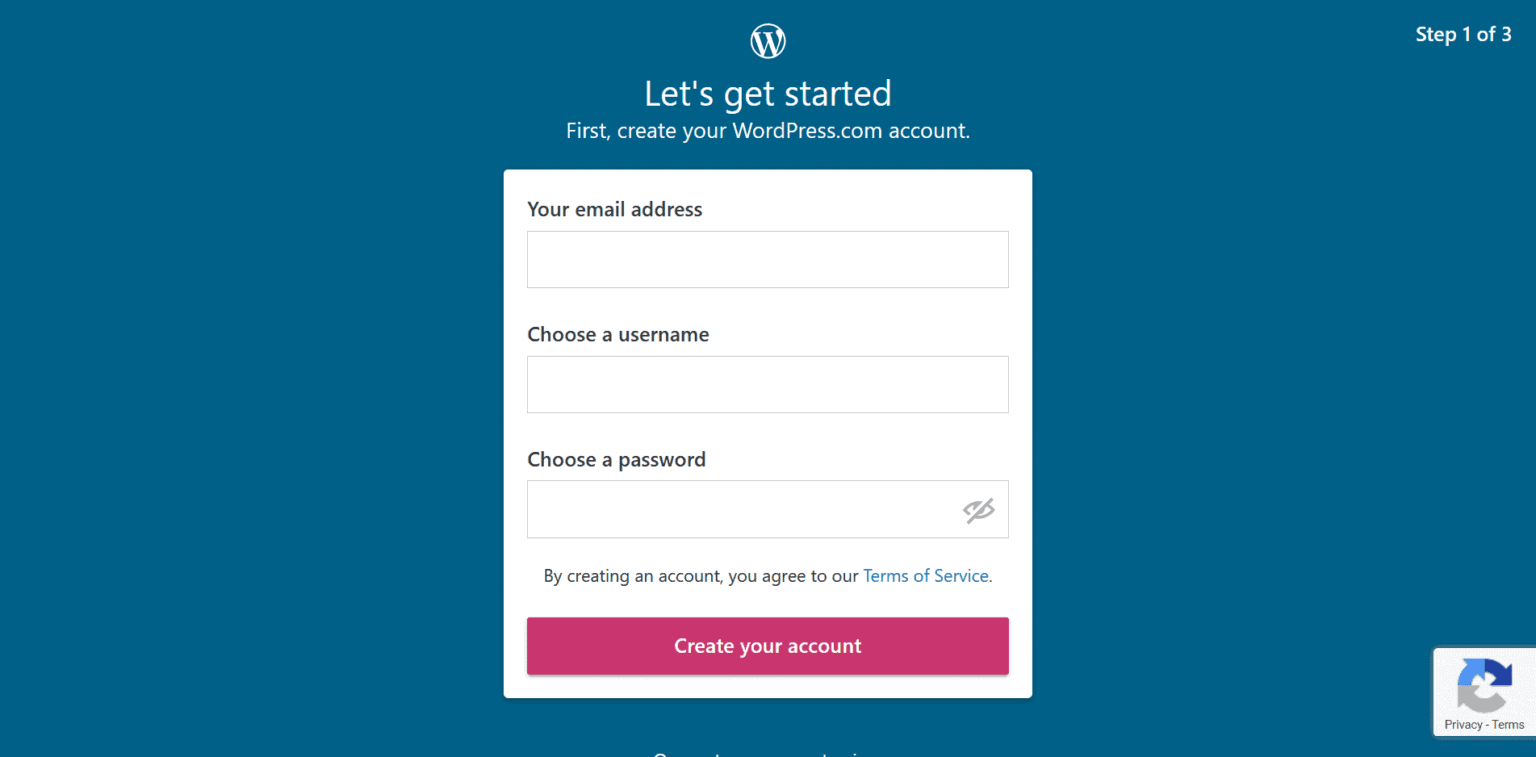 Step 1 of 3
Let's get started
First, create your WordPress.com account.
Your email address
Choose a username
Choose a password
By creating an account, you agree to our Terms of Service.
Create your account
Privacy - Terms